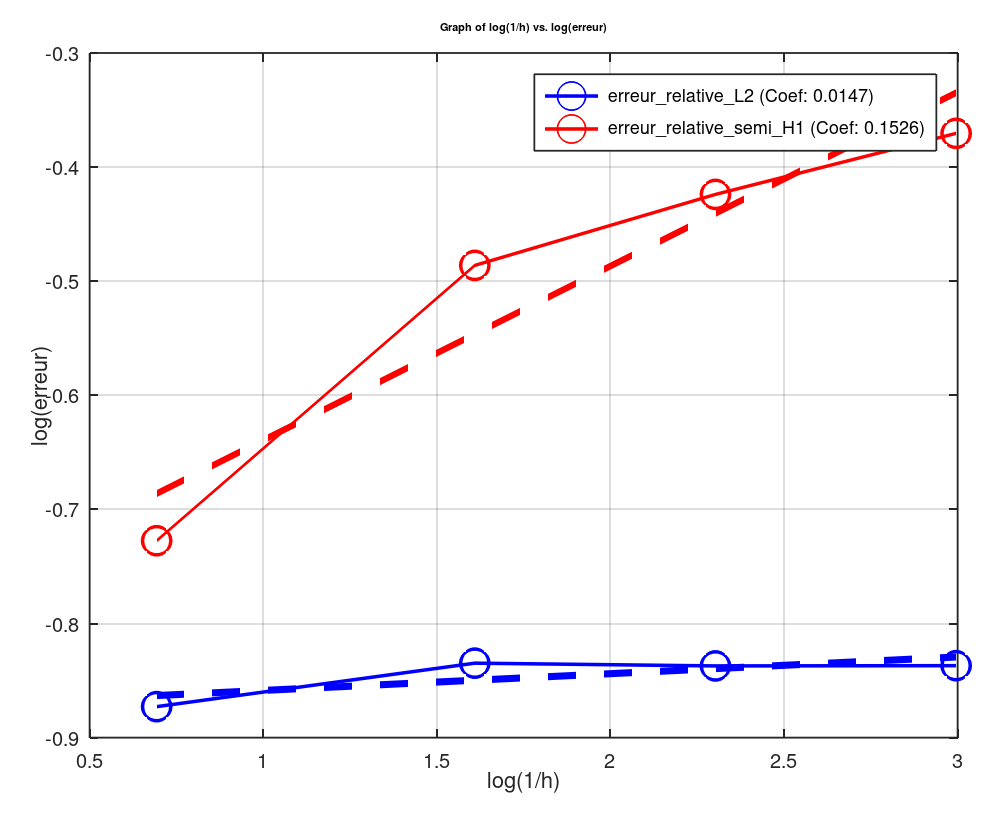 Graph of log(1/h) vs. log(erreur)
erreur_relative_L2 (Coef: 0.0147)
erreur_relative_semi_H1 (Coef: 0.1526)
log(erreur)
-0.3
-0.4
-0.5
-0.6
-0.7
-0.8
-0.9
0.5 1 1.5 2 2.5 3
log(1/h)